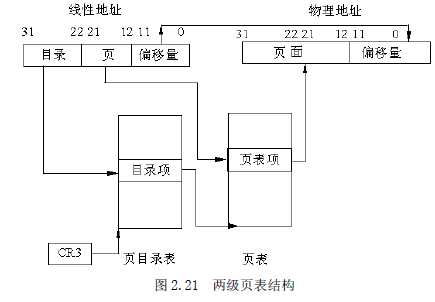 线性地址 物理地址
31 22 21 12 11 0 31 22 21 12 11 0
目录 页 偏移量 页面 偏移量
目录项 页表项
CR3 页目录表 页表
图 2.21 两级页表结构